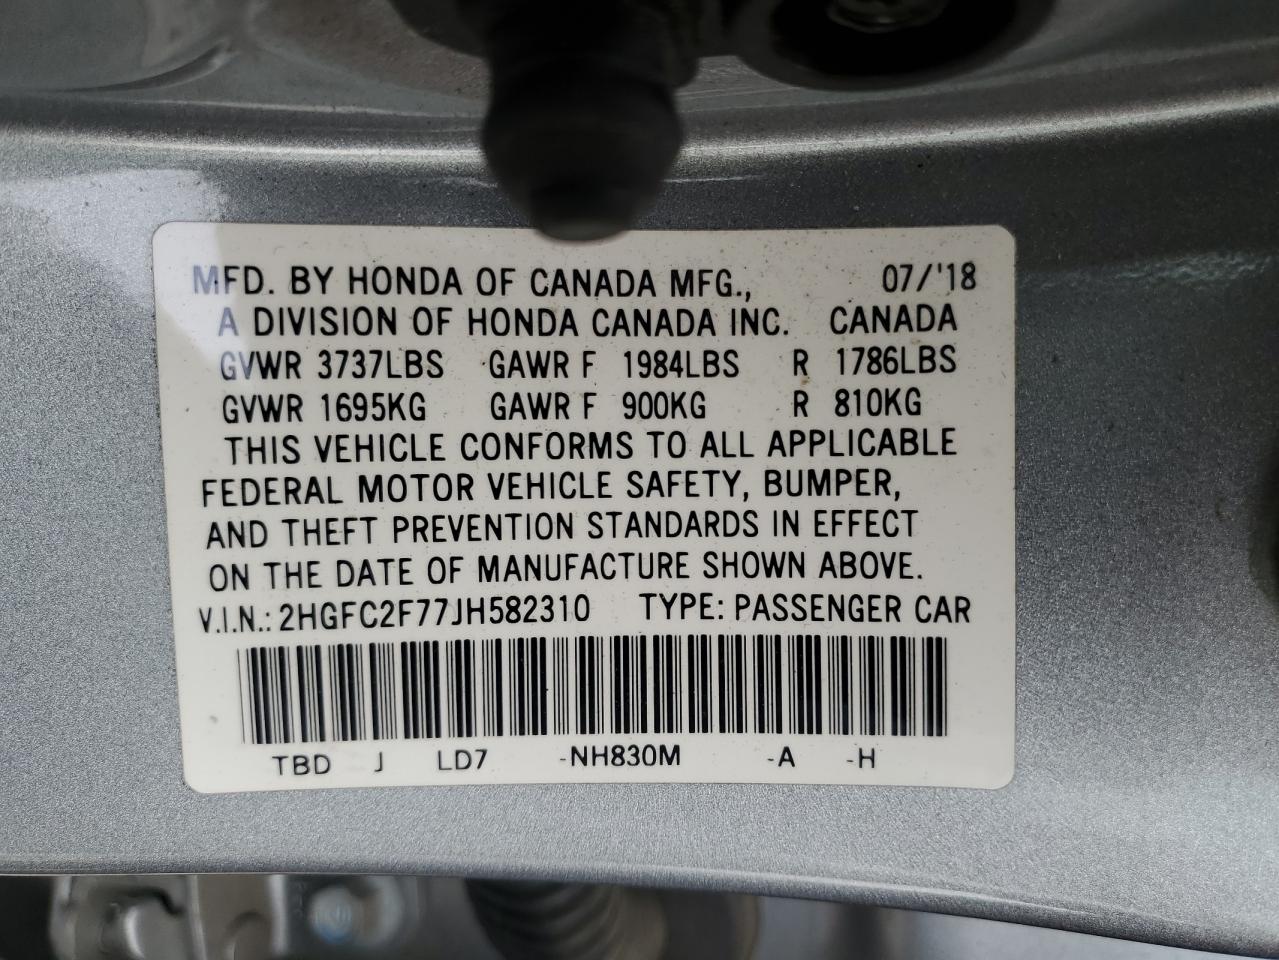 MFD. BY HONDA OF CANADA MFG., 07/'18
A DIVISION OF HONDA CANADA INC. CANADA
GVWR 3737LBS GAWR F 1984LBS R 1786LBS
GVWR 1695KG GAWR F 900KG R 810KG
THIS VEHICLE CONFORMS TO ALL APPLICABLE
FEDERAL MOTOR VEHICLE SAFETY, BUMPER,
AND THEFT PREVENTION STANDARDS IN EFFECT
ON THE DATE OF MANUFACTURE SHOWN ABOVE.
V.I.N.: 2HGFC2F77JH582310 TYPE: PASSENGER CAR
TBD J LD7 -NH830M -A -H